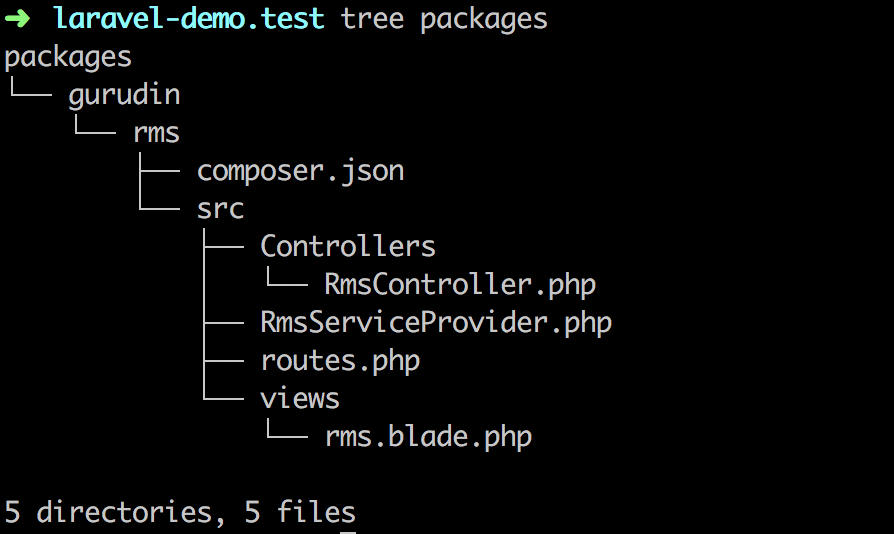 ➜ laravel-demo.test tree packages
packages
└── gurudin
    └── rms
        ├── composer.json
        └── src
            ├── Controllers
            │   └── RmsController.php
            ├── RmsServiceProvider.php
            ├── routes.php
            └── views
                └── rms.blade.php
5 directories, 5 files